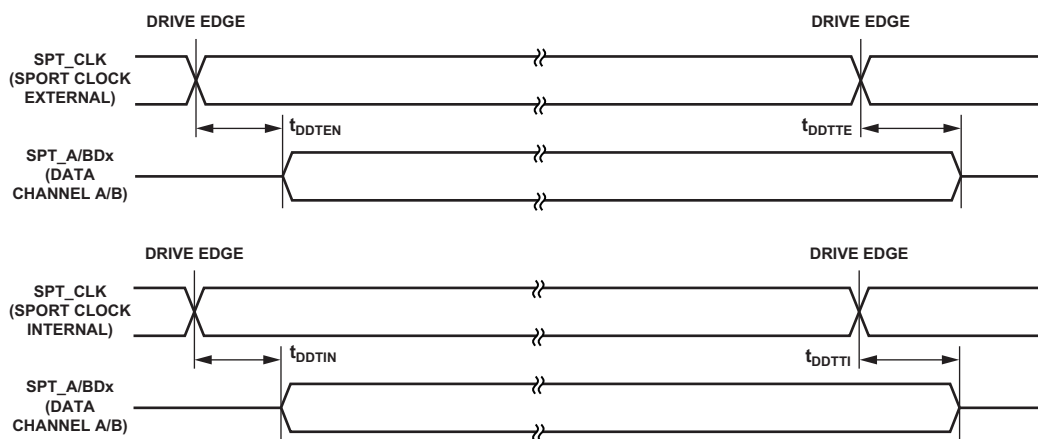 DRIVE EDGE
DRIVE EDGE
SPT_CLK
(SPORT CLOCK
EXTERNAL)
tDDTEN
tDDTTE
SPT_A/BDx
(DATA
CHANNEL A/B)
DRIVE EDGE
DRIVE EDGE
SPT_CLK
(SPORT CLOCK
INTERNAL)
tDDTIN
tDDTTI
SPT_A/BDx
(DATA
CHANNEL A/B)